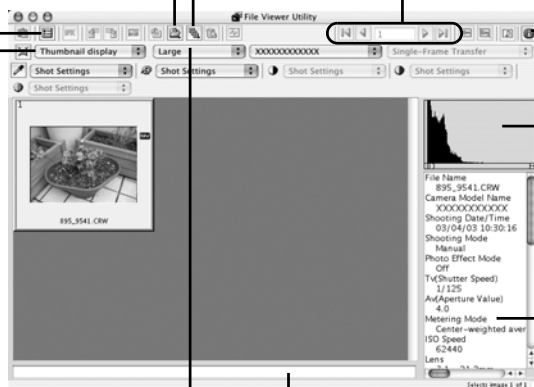 File Viewer Utility
1
Thumbnail display Large XXXXXXXXXXXX Single-Frame Transfer
Shot Settings Shot Settings Shot Settings Shot Settings
Shot Settings
1
895_9541.CRW
File Name
895_9541.CRW
Camera Model Name
XXXXXXXXXXX
Shooting Date/Time
03/04/03 10:30:16
Shooting Mode
Manual
Photo Effect Mode
Off
Tv(Shutter Speed)
1/125
Av(Aperture Value)
4.0
Metering Mode
Center-weighted aver
ISO Speed
62440
Lens
Selects image 1 of 1